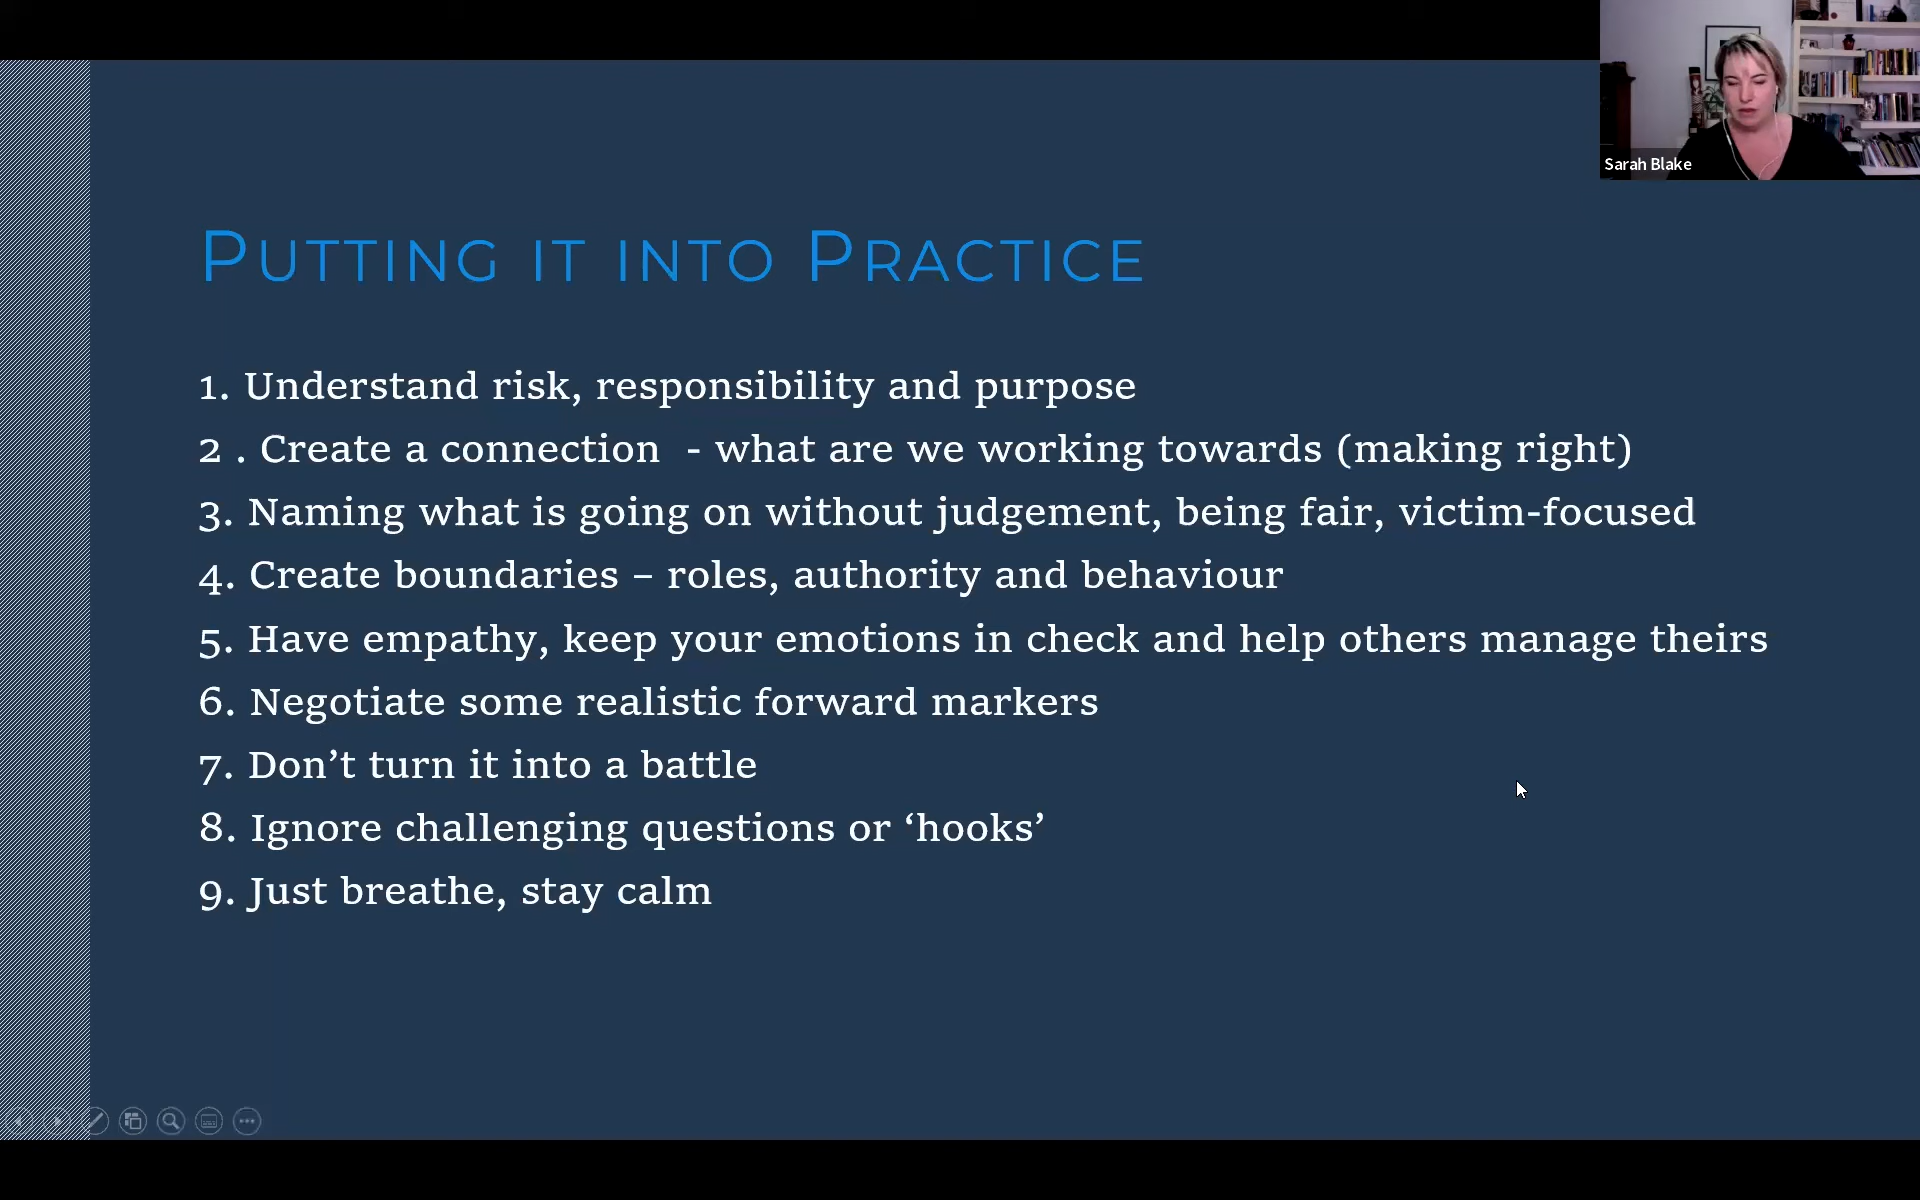 Sarah Blake
Putting it into Practice
1. Understand risk, responsibility and purpose
2 . Create a connection  - what are we working towards (making right)
3. Naming what is going on without judgement, being fair, victim-focused
4. Create boundaries – roles, authority and behaviour
5. Have empathy, keep your emotions in check and help others manage theirs
6. Negotiate some realistic forward markers
7. Don’t turn it into a battle
8. Ignore challenging questions or ‘hooks’
9. Just breathe, stay calm